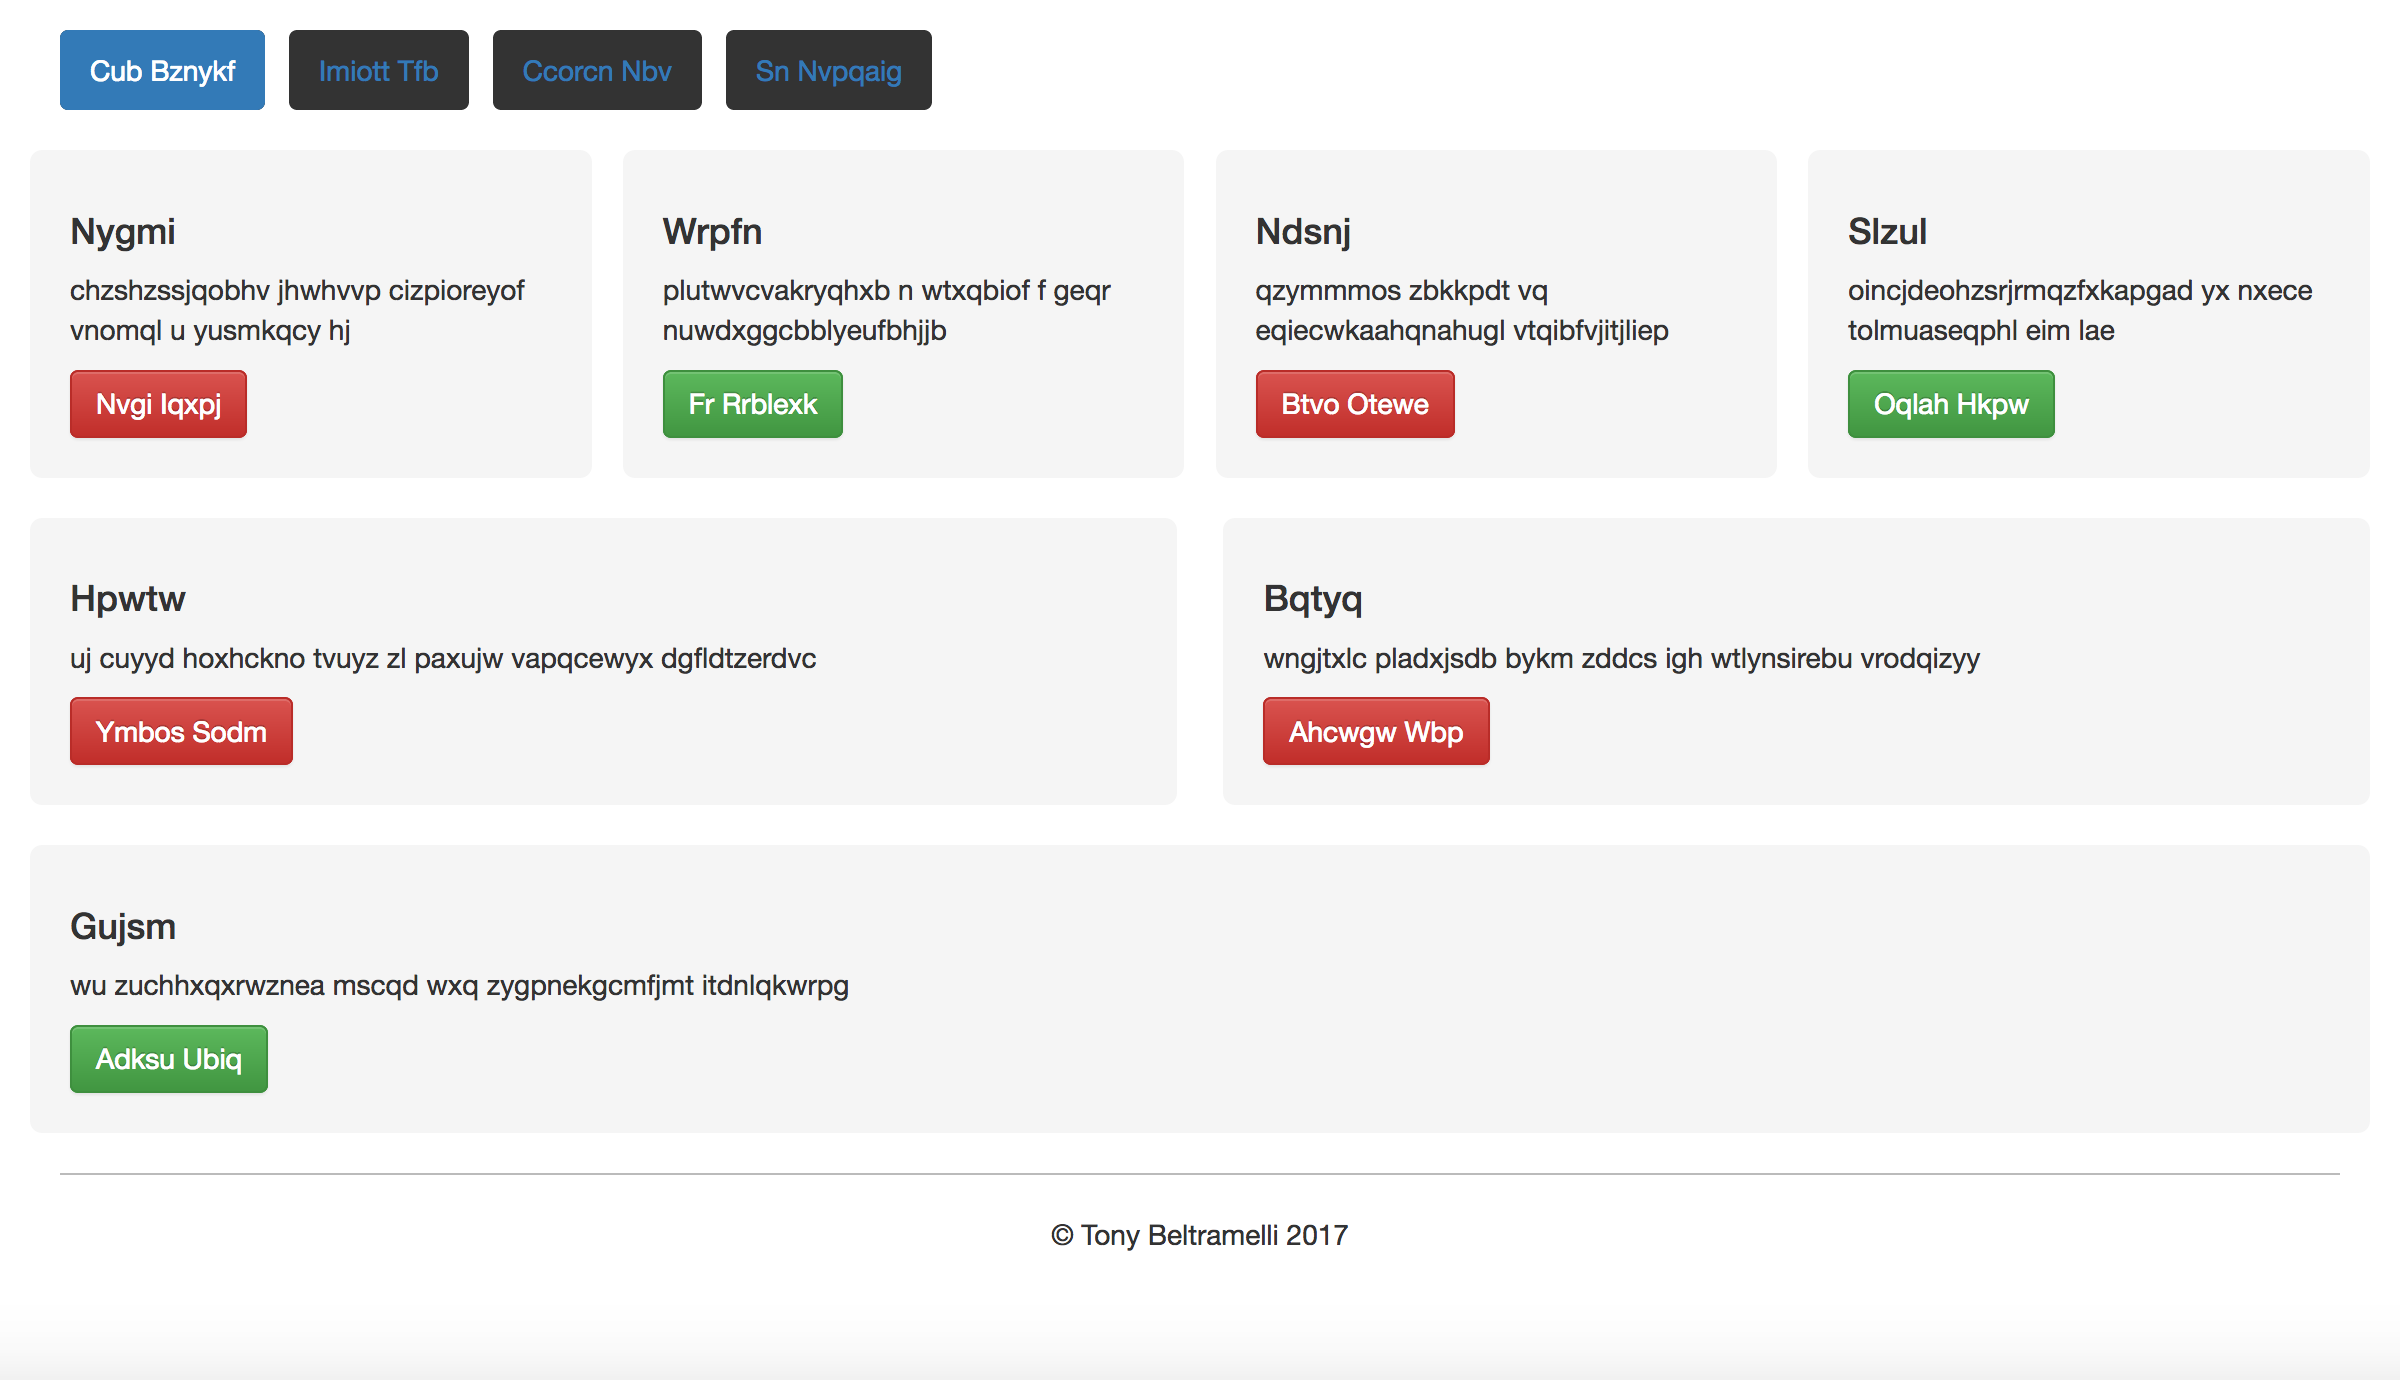 Cub Bznykf
Imiott Tfb
Ccorcn Nbv
Sn Nvpqaig
Nygmi
chzshzssjqobhv jhwhvvp cizpioreyof
vnomql u yusmkqcy hj
Nvgi Iqxpj
Wrpfn
plutwvcvakryqhxb n wtxqbiof f geqr
nuwdxggcbblyeufbhjjb
Fr Rrblexk
Ndsnj
qzymmmos zbkkpdt vq
eqiecwkaahqnahugl vtqibfvjitjliep
Btvo Otewe
Slzul
oincjdeohzsrjrmqzfxkapgad yx nxece
tolmuaseqphl eim lae
Oqlah Hkpw
Hpwtw
uj cuyyd hoxhckno tvuyz zl paxujw vapqcewyx dgfldtzerdvc
Ymbos Sodm
Bqtyq
wngjtxlc pladxjsdb bykm zddcs igh wtlynsirebu vrodqizyy
Ahcwgw Wbp
Gujsm
wu zuchhxqxrwznea mscqd wxq zygpnekgcmfjmt itdnlqkwrpg
Adksu Ubiq
© Tony Beltramelli 2017